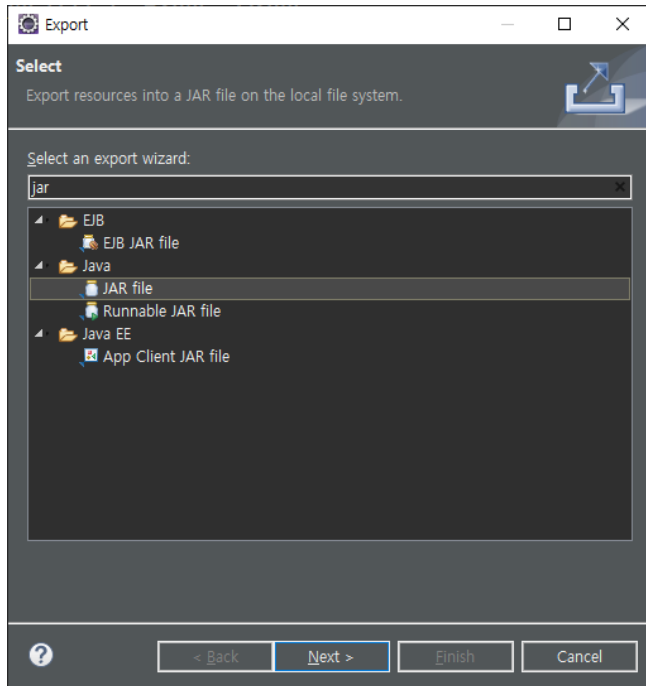 Export
Select
Export resources into a JAR file on the local file system.
Select an export wizard:
jar
EJB
EJB JAR file
Java
JAR file
Runnable JAR file
Java EE
App Client JAR file
< Back
Next >
Finish
Cancel